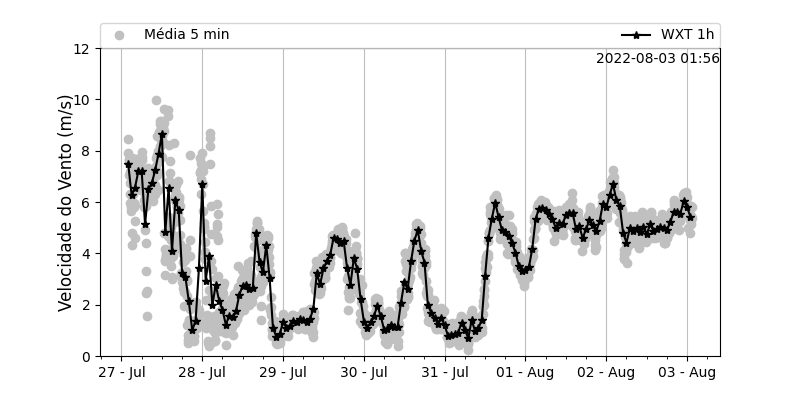 Média 5 min
WXT 1h
2022-08-03 01:56
Velocidade do Vento (m/s)
12
10
8
6
4
2
0
27 - Jul
28 - Jul
29 - Jul
30 - Jul
31 - Jul
01 - Aug
02 - Aug
03 - Aug